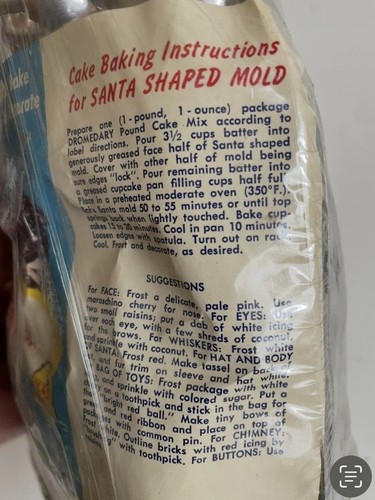 Cake Baking Instructions
for SANTA SHAPED MOLD
Prepare one (1-pound, 1-ounce) package
DROMEDARY Pound Cake Mix according to
label directions. Pour 3½ cups batter into
generously greased face half of Santa shaped
mold. Cover with other half of mold being
sure edges "lock". Pour remaining batter into
a greased cupcake pan filling cups half full
Place in a preheated moderate oven (350°F.).
Bake Santa mold 50 to 55 minutes or until top
springs back when lightly touched. Bake cup-
cakes 15 to 20 minutes. Cool in pan 10 minutes.
Loosen edges with spatula. Turn out on rack
Cool. Frost and decorate, as desired.
SUGGESTIONS
For FACE: Frost a delicate, pale pink. Use
maraschino cherry for nose. For EYES: Use
two small raisins; put a dab of white icing
over each eye, with a few shreds of coconut,
for the brows. For WHISKERS: Frost white
and sprinkle with coconut. For HAT AND BODY
OF SANTA Frost red. Make tassel on back of
and fur trim on sleeve and hat white.
BAG OF TOYS: Frost package with white
and sprinkle with colored sugar. Put a
on a toothpick and stick in the bag for
"bright red ball." Make tiny bows of
green and red ribbon and place on top of
packages with common pin. For CHIMNEY:
Frost white. Outline bricks with red icing by
with toothpick. For BUTTONS: Use